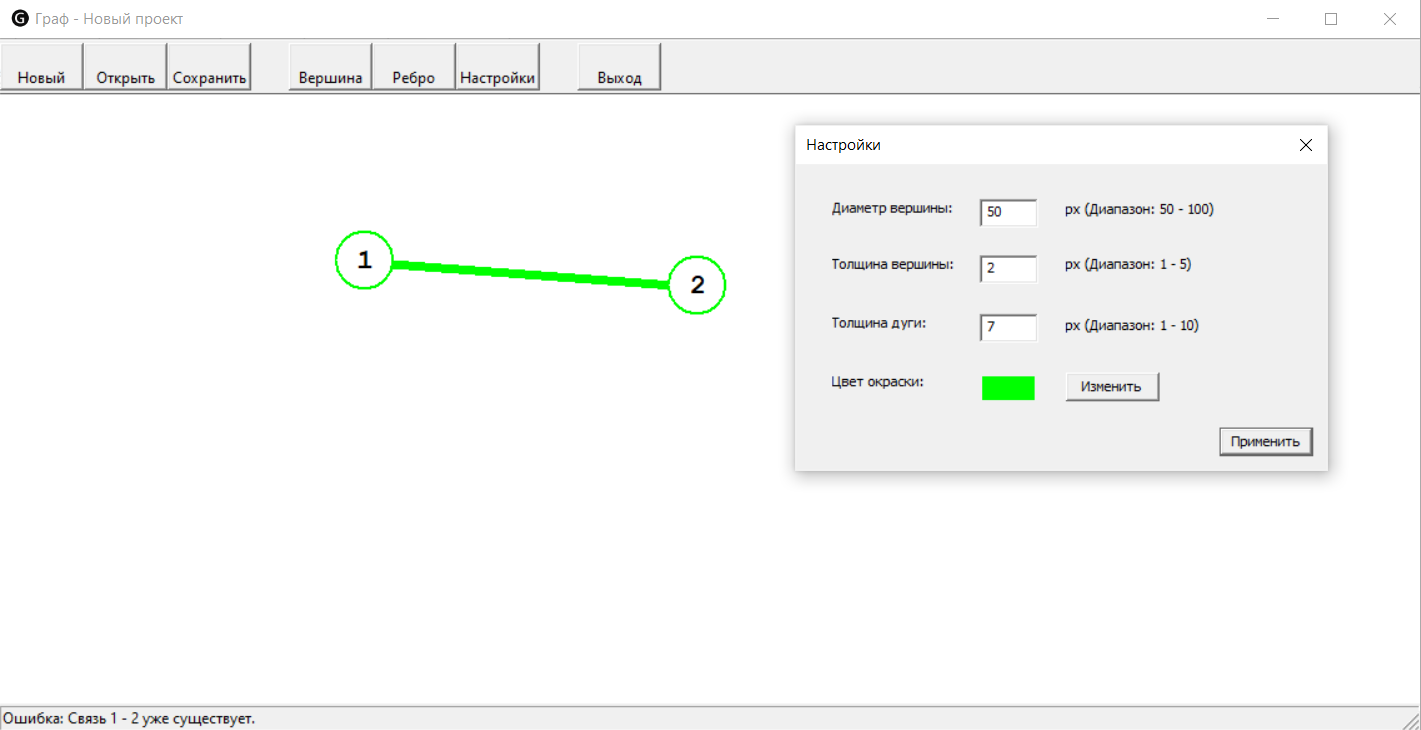 G Граф - Новый проект
Новый Открыть Сохранить Вершина Ребро Настройки Выход
Настройки
Диаметр вершины: 50 px (Диапазон: 50 - 100)
1
Толщина вершины: 2 px (Диапазон: 1 - 5)
2
Толщина дуги: 7 px (Диапазон: 1 - 10)
Цвет окраски: Изменить
Применить
Ошибка: Связь 1 - 2 уже существует.